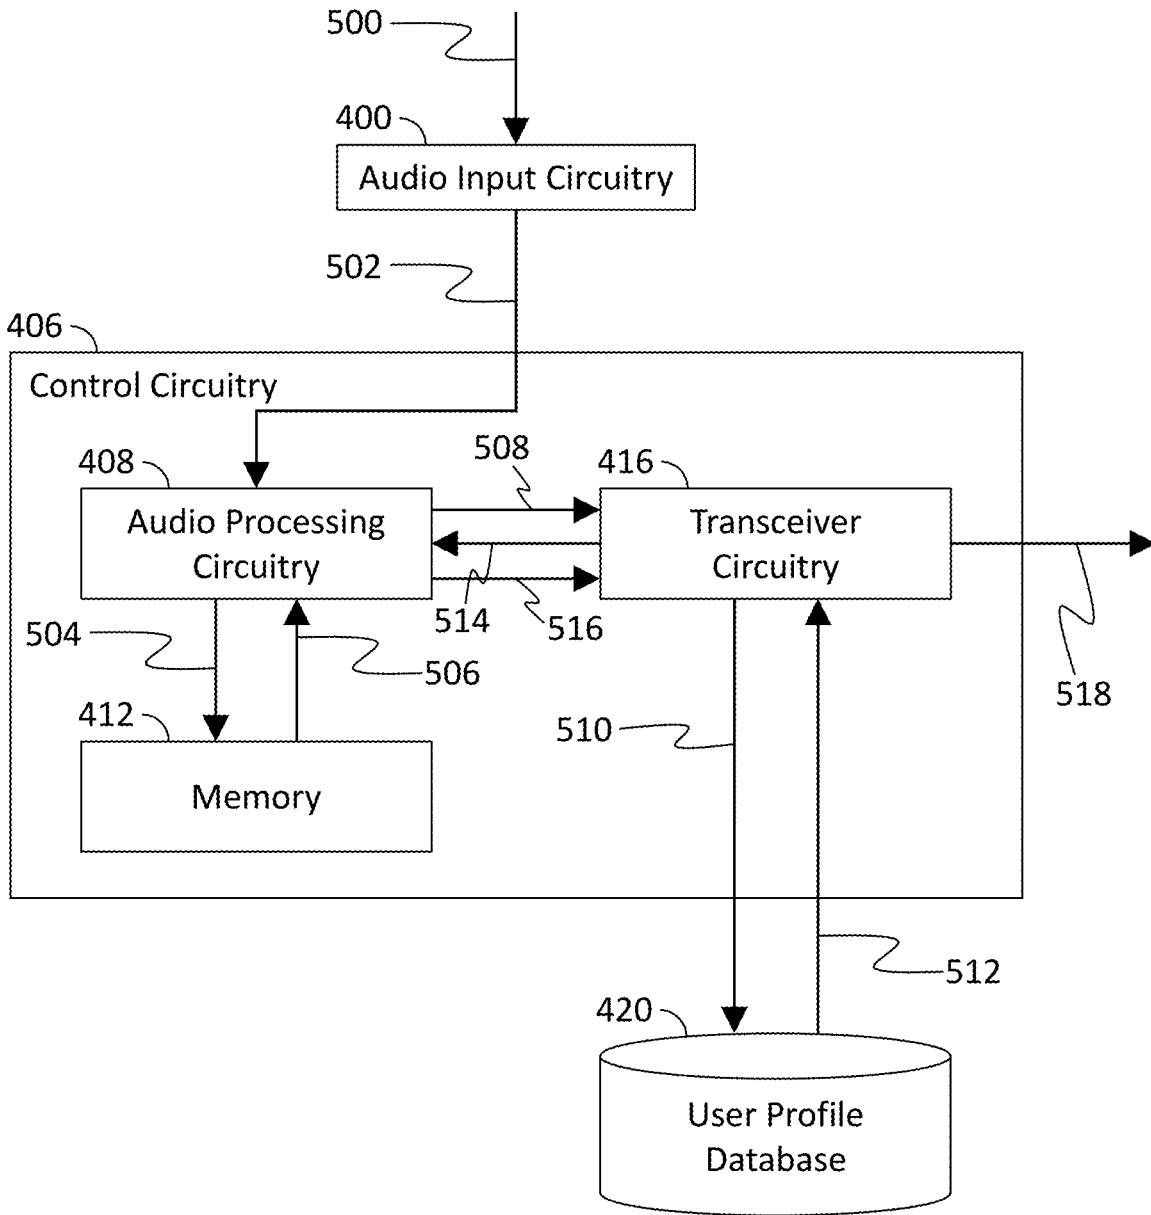 500
400
Audio Input Circuitry
502
406
Control Circuitry
408
508
416
Audio Processing
Circuitry
Transceiver
Circuitry
504
506
514
516
518
412
510
Memory
512
420
User Profile
Database